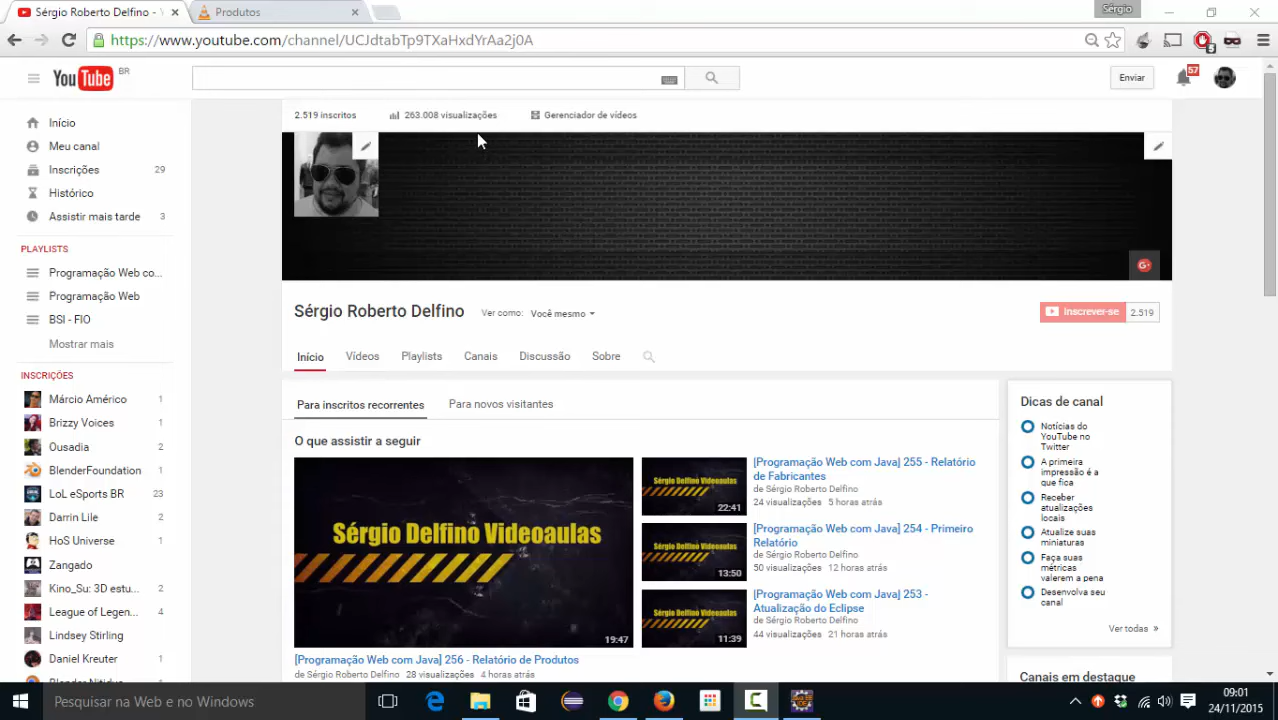 Sérgio Roberto Delfino -
Produtos
Sérgio
https://www.youtube.com/channel/UCJdtabTp9TXaHxdYrAa2j0A
5
YouTube BR
Enviar
57
Início
Meu canal
Inscrições 29
Histórico
Assistir mais tarde 3
PLAYLISTS
Programação Web co...
Programação Web
BSI - FIO
Mostrar mais
INSCRIÇÕES
Márcio Américo 1
Brizzy Voices 1
Ousadia 2
BlenderFoundation 1
LoL eSports BR 23
Darrin Lile 2
HoS Universe 1
Zangado
Kino_Su: 3D estu... 2
League of Legen... 4
Lindsey Stirling
Daniel Kreuter 1
2.519 inscritos
263.008 visualizações
Gerenciador de vídeos
Sérgio Roberto Delfino
Ver como: Você mesmo
Inscrever-se 2.519
Início
Vídeos
Playlists
Canais
Discussão
Sobre
Para inscritos recorrentes
Para novos visitantes
O que assistir a seguir
Sérgio Delfino Videoaulas
19:47
[Programação Web com Java] 256 - Relatório de Produtos
de Sérgio Roberto Delfino
28 visualizações 4 horas atrás
Sérgio Delfino Videoaulas
22:41
[Programação Web com Java] 255 - Relatório
de Fabricantes
de Sérgio Roberto Delfino
24 visualizações 5 horas atrás
Sérgio Delfino Videoaulas
13:50
[Programação Web com Java] 254 - Primeiro
Relatório
de Sérgio Roberto Delfino
50 visualizações 12 horas atrás
Sérgio Delfino Videoaulas
11:39
[Programação Web com Java] 253 -
Atualização do Eclipse
de Sérgio Roberto Delfino
44 visualizações 21 horas atrás
Dicas de canal
Notícias do
YouTube no
Twitter
A primeira
impressão é a
que fica
Receber
atualizações
locais
Atualize suas
miniaturas
Faça suas
métricas
valerem a pena
Desenvolva seu
canal
Ver todas »
Canais em destaque
Pesquisar na Web e no Windows
09:01
24/11/2015